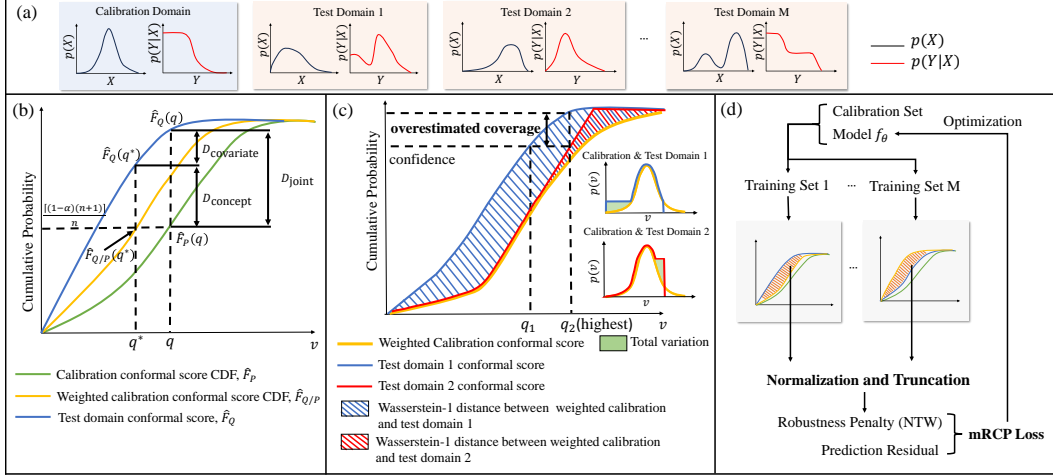 (a)
Calibration Domain
Test Domain 1
Test Domain 2
Test Domain M
p(X)
X
p(Y|X)
Y
p(X)
X
p(Y|X)
Y
p(X)
X
p(Y|X)
Y
...
p(X)
X
p(Y|X)
Y
p(X)
p(Y|X)
(b)
Cumulative Probability
F̂_Q(q)
F̂_Q(q*)
D_covariate
D_joint
D_concept
⌈(1−α)(n+1)⌉
n
F̂_P(q)
F̂_{Q/P}(q*)
q*
q
v
Calibration conformal score CDF, F̂_P
Weighted calibration conformal score CDF, F̂_{Q/P}
Test domain conformal score, F̂_Q
(c)
Cumulative Probability
overestimated coverage
confidence
Calibration & Test Domain 1
p(v)
v
Calibration & Test Domain 2
p(v)
v
q₁
q₂(highest)
v
Weighted Calibration conformal score
Total variation
Test domain 1 conformal score
Test domain 2 conformal score
Wasserstein-1 distance between weighted calibration
and test domain 1
Wasserstein-1 distance between weighted calibration
and test domain 2
(d)
Calibration Set
Model f_θ
Optimization
Training Set 1
...
Training Set M
...
Normalization and Truncation
Robustness Penalty (NTW)
Prediction Residual
mRCP Loss